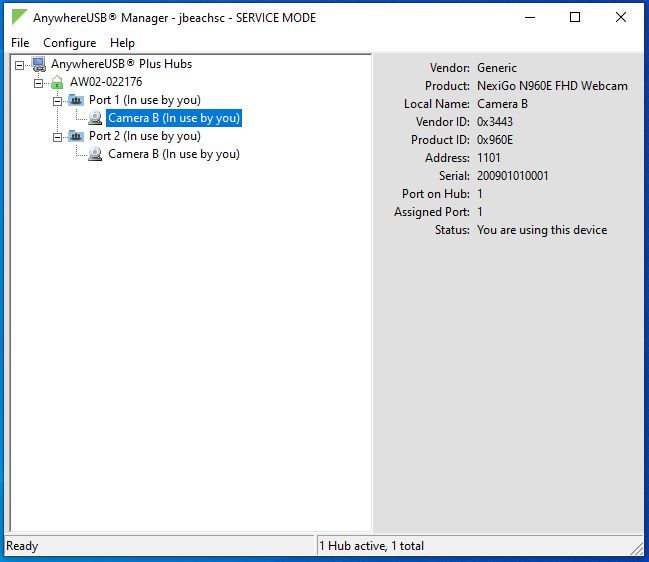 AnywhereUSB® Manager - jbeachsc - SERVICE MODE
File Configure Help
AnywhereUSB® Plus Hubs
AW02-022176
Port 1 (In use by you)
Camera B (In use by you)
Port 2 (In use by you)
Camera B (In use by you)
Vendor: Generic
Product: NexiGo N960E FHD Webcam
Local Name: Camera B
Vendor ID: 0x3443
Product ID: 0x960E
Address: 1101
Serial: 200901010001
Port on Hub: 1
Assigned Port: 1
Status: You are using this device
Ready
1 Hub active, 1 total